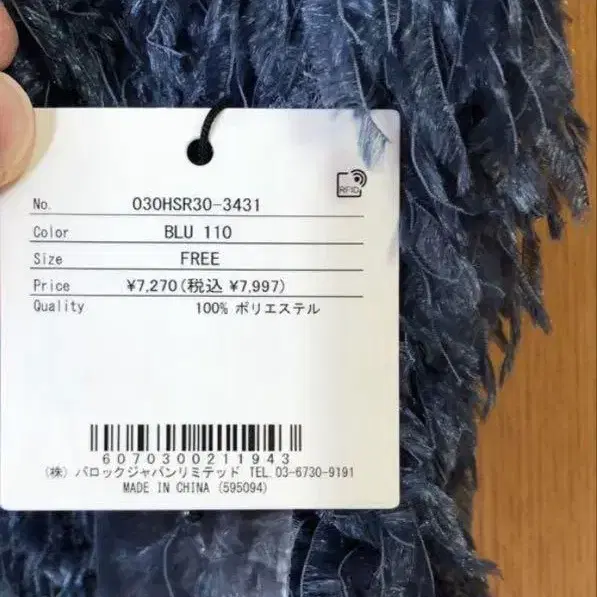 RFID
No. 030HSR30-3431
Color BLU 110
Size FREE
Price ¥7,270(税込 ¥7,997)
Quality 100% ポリエステル
6070300211943
(株) バロックジャパンリミテッド TEL.03-6730-9191
MADE IN CHINA (595094)